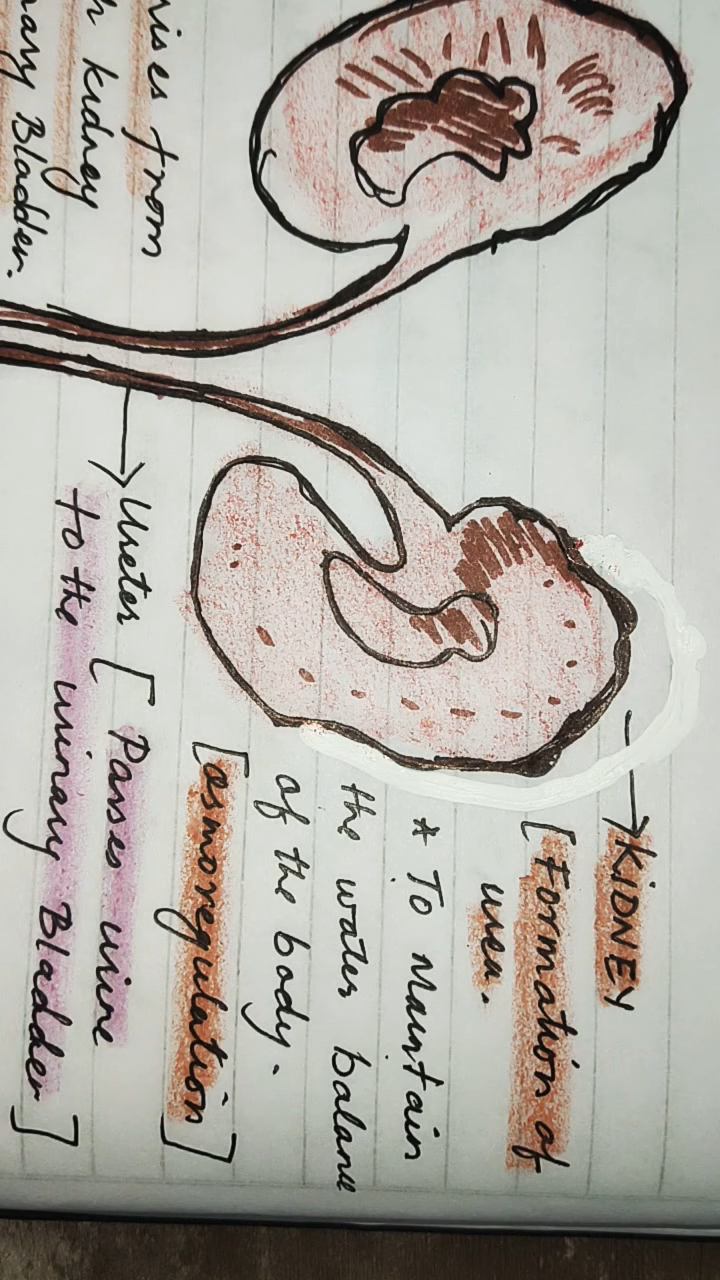 →KIDNEY
[Formation of
urea.
* To Maintain
the water balance
of the body.
[osmoregulation]
→ Ureter [Passes urine
to the urinary Bladder]
from
kidney
Bladder.